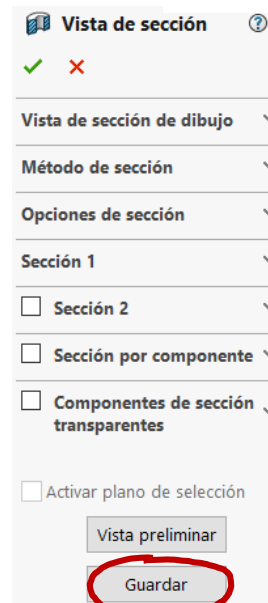 Vista de sección ?
Vista de sección de dibujo
Método de sección
Opciones de sección
Sección 1
Sección 2
Sección por componente
Componentes de sección
transparentes
Activar plano de selección
Vista preliminar
Guardar